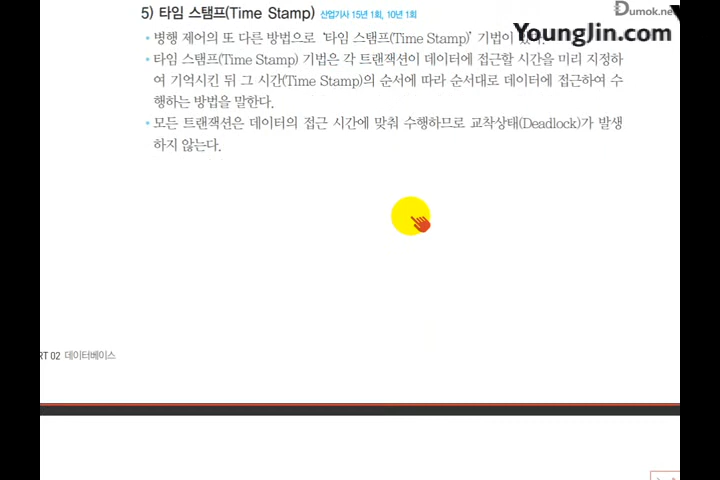 Dumok.ne
YoungJin.com
5) 타임 스탬프(Time Stamp) 산업기사 15년 1회, 10년 1회
• 병행 제어의 또 다른 방법으로 '타임 스탬프(Time Stamp)' 기법이 있다.
• 타임 스탬프(Time Stamp) 기법은 각 트랜잭션이 데이터에 접근할 시간을 미리 지정하
여 기억시킨 뒤 그 시간(Time Stamp)의 순서에 따라 순서대로 데이터에 접근하여 수
행하는 방법을 말한다.
• 모든 트랜잭션은 데이터의 접근 시간에 맞춰 수행하므로 교착상태(Deadlock)가 발생
하지 않는다.
RT 02 데이터베이스